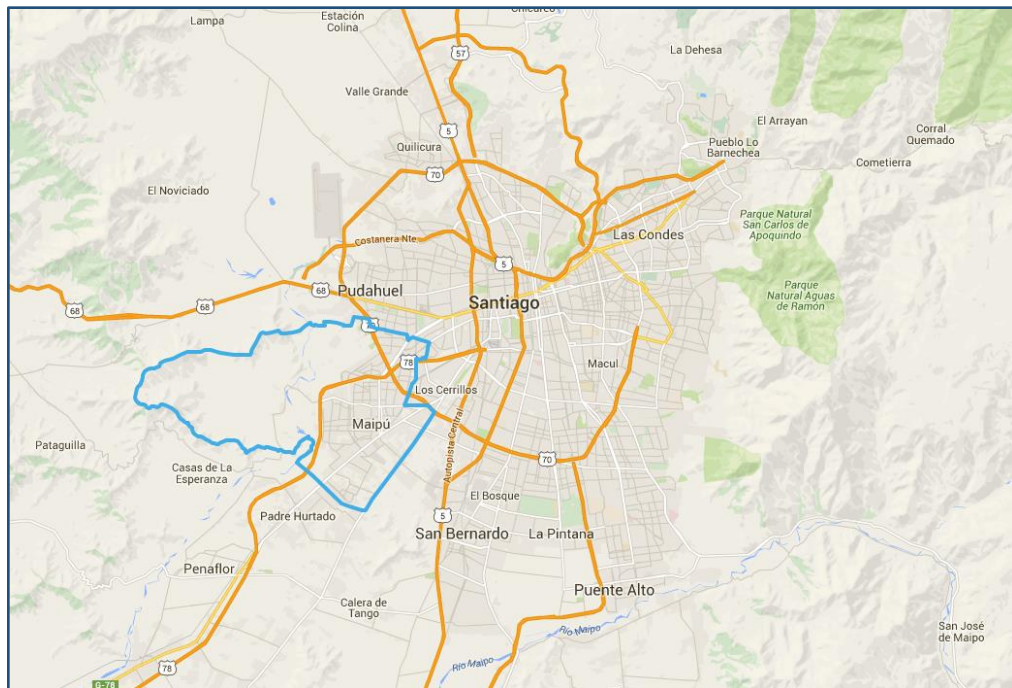 Lampa
Estación
Colina
57
La Dehesa
Valle Grande
5
El Arrayan
Corral
Quemado
Pueblo Lo
Barnechea
Quilicura
Cometierra
70
El Noviciado
Parque Natural
San Carlos de
Apoquindo
Las Condes
Costanera Nte
5
Pudahuel
68
Santiago
Parque
Natural Aguas
de Ramón
68
68
78
Macul
Los Cerrillos
Maipú
Autopista Central
Pataguilla
Casas de La
Esperanza
70
El Bosque
Padre Hurtado
5
San Bernardo
La Pintana
Penaflor
Puente Alto
Calera de
Tango
Río Maipo
San José
de Maipo
Río Maipo
78
G-78